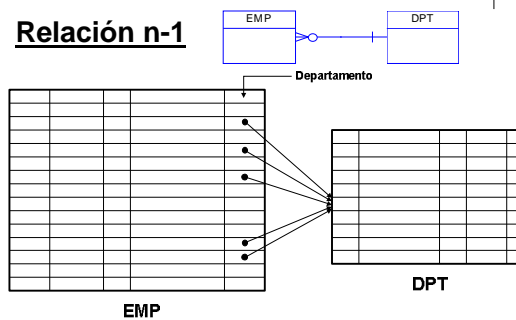 Relación n-1
EMP
DPT
Departamento
EMP
DPT